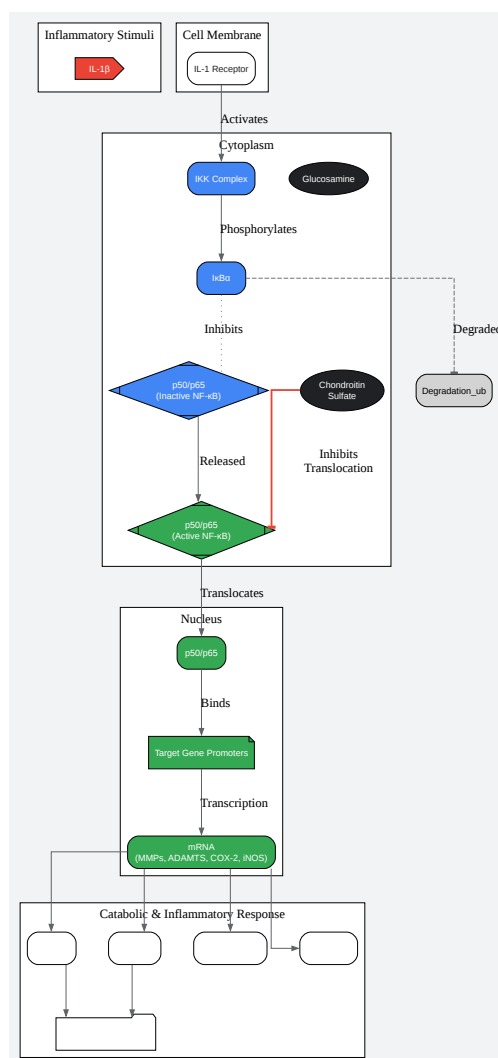 Inflammatory Stimuli
IL-1β
Cell Membrane
IL-1 Receptor
Activates
Cytoplasm
IKK Complex
Glucosamine
Phosphorylates
IκBα
Inhibits
Degraded
p50/p65
(Inactive NF-κB)
Chondroitin
Sulfate
Degradation_ub
Released
Inhibits
Translocation
p50/p65
(Active NF-κB)
Translocates
Nucleus
p50/p65
Binds
Target Gene Promoters
Transcription
mRNA
(MMPs, ADAMTS, COX-2, iNOS)
Catabolic & Inflammatory Response